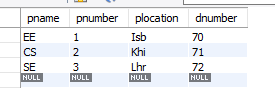 pname pnumber plocation dnumber
EE 1 Isb 70
CS 2 Khi 71
SE 3 Lhr 72
NULL NULL NULL NULL